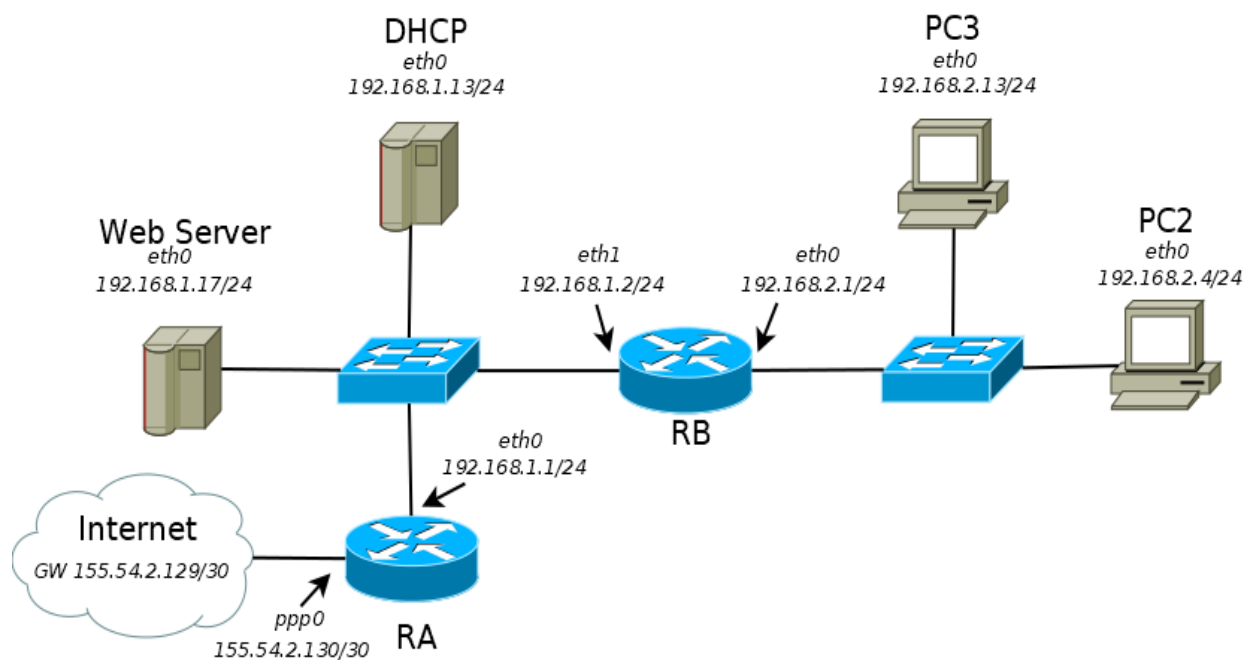 DHCP
eth0
192.168.1.13/24
PC3
eth0
192.168.2.13/24
Web Server
eth0
192.168.1.17/24
eth1
192.168.1.2/24
eth0
192.168.2.1/24
PC2
eth0
192.168.2.4/24
RB
eth0
192.168.1.1/24
Internet
GW 155.54.2.129/30
ppp0
155.54.2.130/30
RA